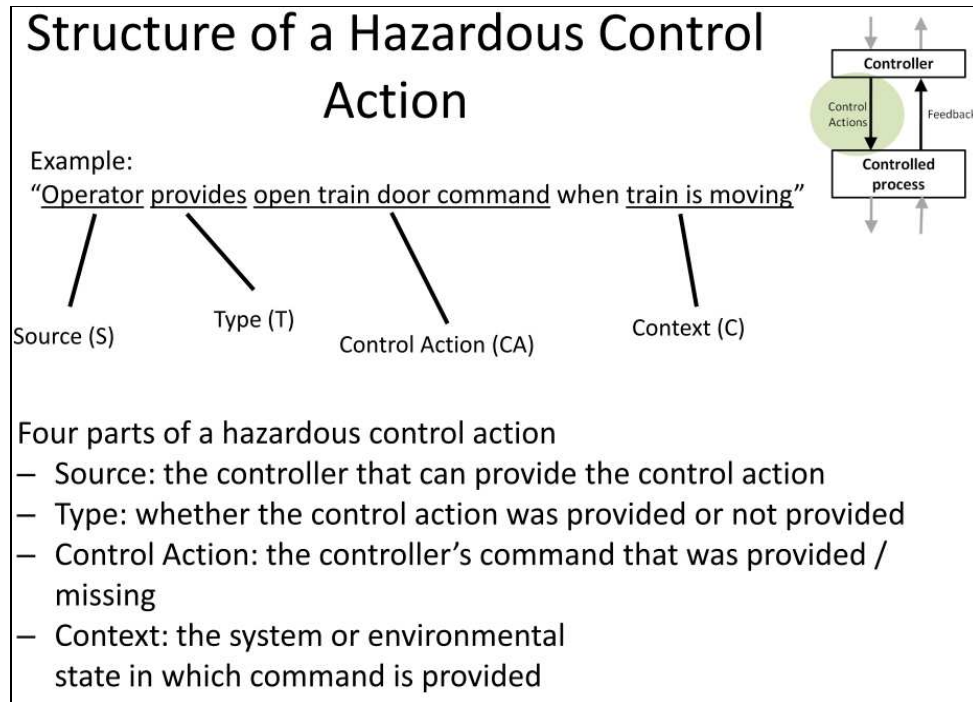 Structure of a Hazardous Control
Action
Controller
Control
Actions
Feedback
Controlled
process
Example:
“Operator provides open train door command when train is moving”
Source (S)
Type (T)
Control Action (CA)
Context (C)
Four parts of a hazardous control action
– Source: the controller that can provide the control action
– Type: whether the control action was provided or not provided
– Control Action: the controller’s command that was provided /
missing
– Context: the system or environmental
state in which command is provided